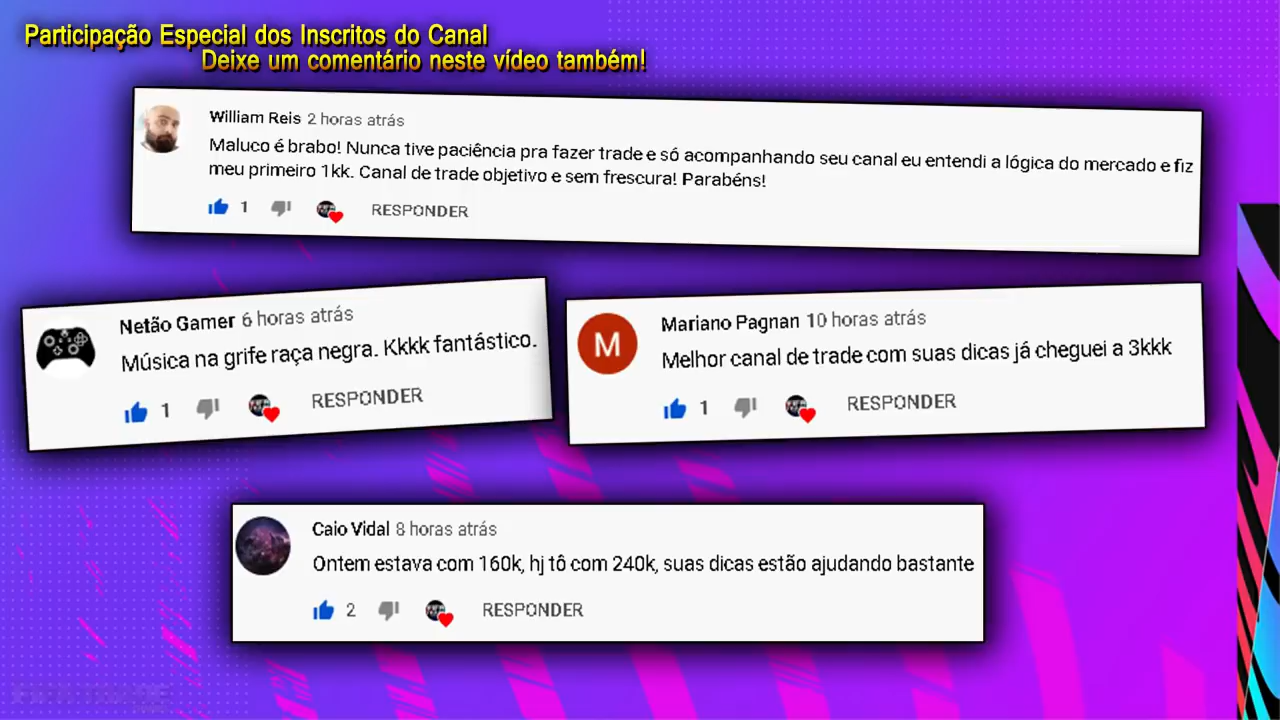 Participação Especial dos Inscritos do Canal
Deixe um comentário neste vídeo também!
William Reis 2 horas atrás
Maluco é brabo! Nunca tive paciência pra fazer trade e só acompanhando seu canal eu entendi a lógica do mercado e fiz
meu primeiro 1kk. Canal de trade objetivo e sem frescura! Parabéns!
1 RESPONDER
Netão Gamer 6 horas atrás
Música na grife raça negra. Kkkk fantástico.
1 RESPONDER
M
Mariano Pagnan 10 horas atrás
Melhor canal de trade com suas dicas já cheguei a 3kkk
1 RESPONDER
Caio Vidal 8 horas atrás
Ontem estava com 160k, hj tô com 240k, suas dicas estão ajudando bastante
2 RESPONDER